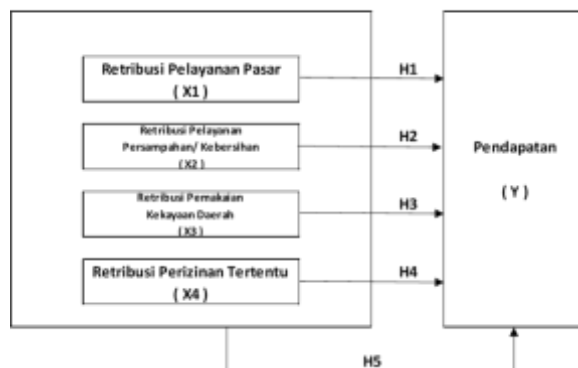 Retribusi Pelayanan Pasar
( X1 )
H1
Retribusi Pelayanan
Persampahan/ Kebersihan
(X2)
H2
Pendapatan
( Y )
Retribusi Pemakaian
Kekayaan Daerah
(X3)
H3
Retribusi Perizinan Tertentu
( X4)
H4
H5